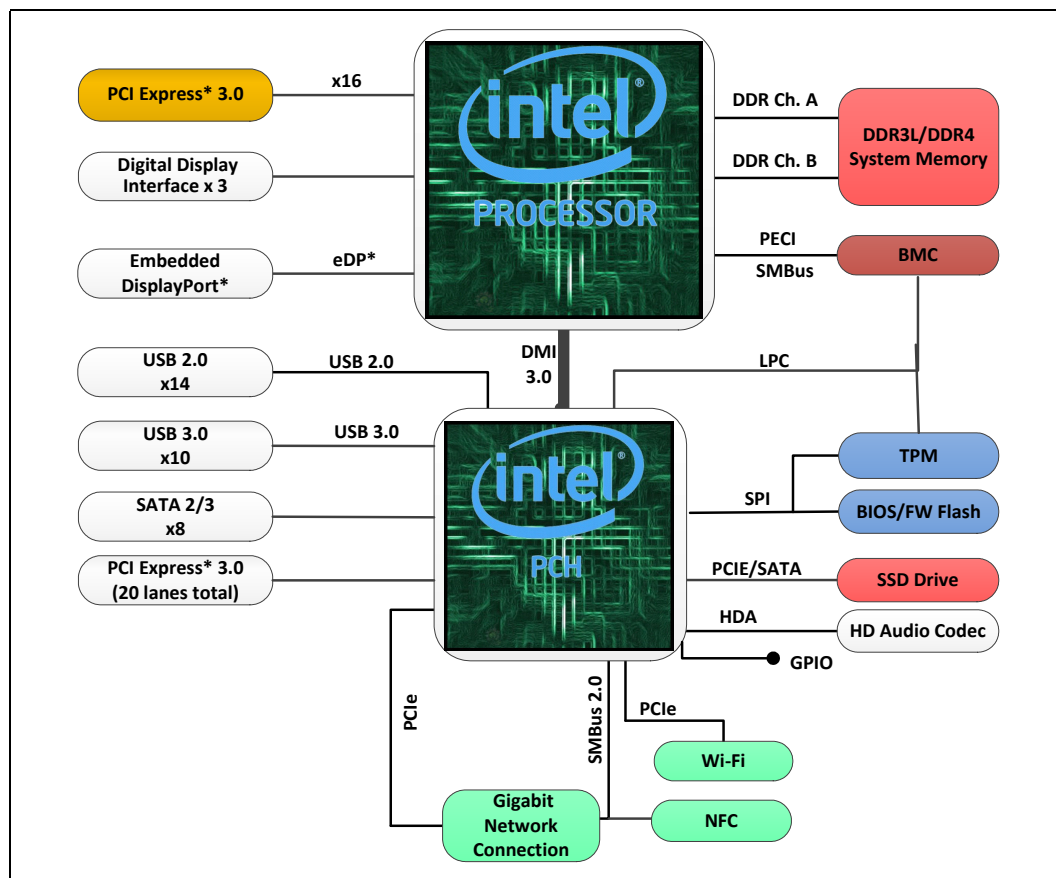 intel®
PROCESSOR
PCI Express* 3.0
x16
Digital Display
Interface x 3
Embedded
DisplayPort*
eDP*
DDR Ch. A
DDR Ch. B
DDR3L/DDR4
System Memory
PECI
SMBus
BMC
DMI
3.0
LPC
USB 2.0
x14
USB 2.0
USB 3.0
x10
USB 3.0
SATA 2/3
x8
PCI Express* 3.0
(20 lanes total)
intel®
PCH
SPI
TPM
BIOS/FW Flash
PCIE/SATA
SSD Drive
HDA
HD Audio Codec
GPIO
PCIe
SMBus 2.0
PCIe
Wi-Fi
Gigabit
Network
Connection
NFC